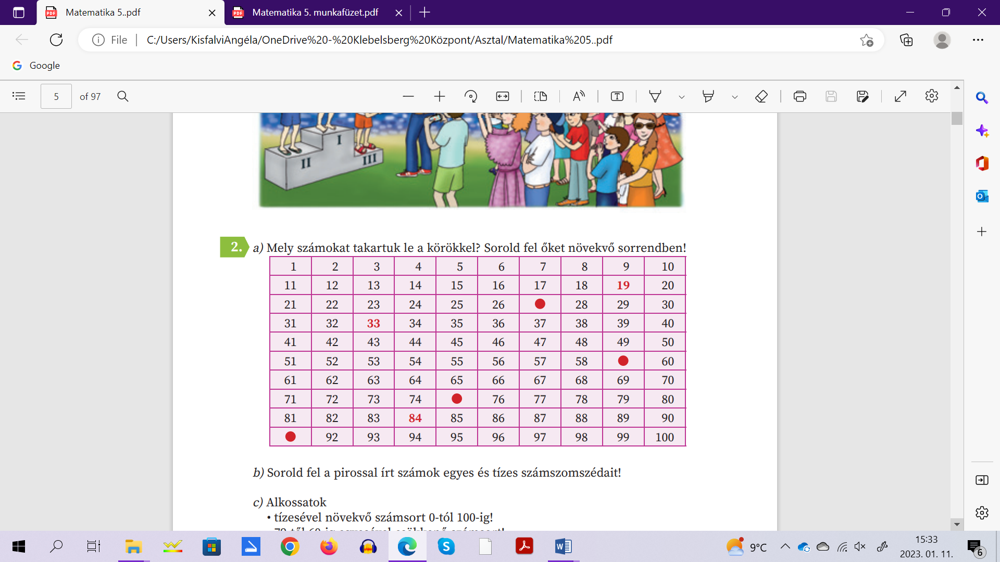 Matematika 5..pdf
Matematika 5. munkafüzet.pdf
File
C:/Users/KisfalviAngéla/OneDrive%20-%20Klebelsberg%20Központ/Asztal/Matematika%205..pdf
Google
5 of 97
II I III
2. a) Mely számokat takartuk le a körökkel? Sorold fel őket növekvő sorrendben!
1 2 3 4 5 6 7 8 9 10
11 12 13 14 15 16 17 18 19 20
21 22 23 24 25 26 28 29 30
31 32 33 34 35 36 37 38 39 40
41 42 43 44 45 46 47 48 49 50
51 52 53 54 55 56 57 58 60
61 62 63 64 65 66 67 68 69 70
71 72 73 74 76 77 78 79 80
81 82 83 84 85 86 87 88 89 90
92 93 94 95 96 97 98 99 100
b) Sorold fel a pirossal írt számok egyes és tízes számszomszédait!
c) Alkossatok
• tízesével növekvő számsort 0-tól 100-ig!
9°C
15:33
2023. 01. 11.
6